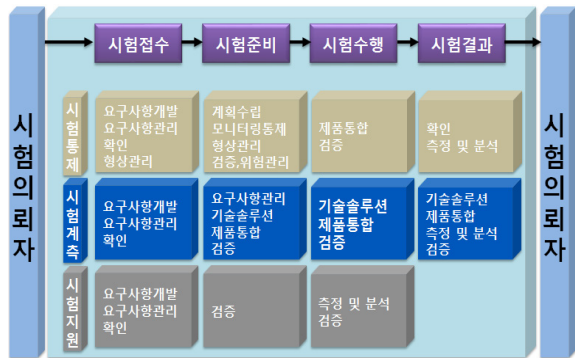 시험의뢰자
시험접수
시험준비
시험수행
시험결과
시험의뢰자
시험통제
요구사항개발
요구사항관리
확인
형상관리
계획수립
모니터링통제
형상관리
검증,위험관리
제품통합
검증
확인
측정 및 분석
시험계측
요구사항개발
요구사항관리
확인
요구사항관리
기술솔루션
제품통합
검증
기술솔루션
제품통합
검증
기술솔루션
제품통합
측정 및 분석
검증
시험지원
요구사항개발
요구사항관리
확인
검증
측정 및 분석
검증